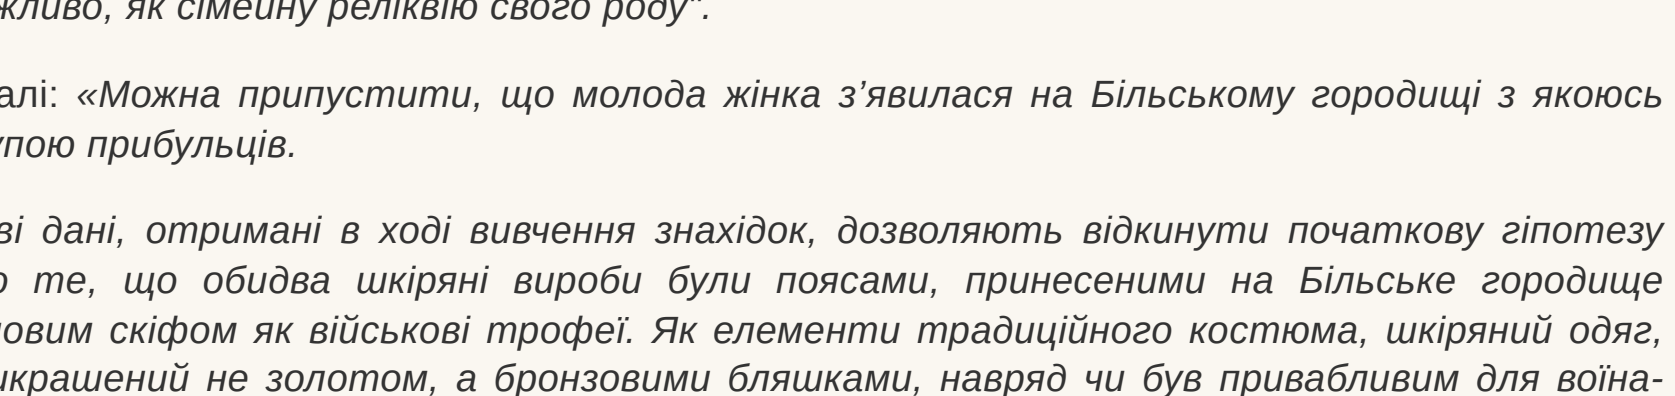 жливо, як сімейну реліквію свого роду".
алі: «Можна припустити, що молода жінка з’явилася на Більському городищі з якоюсь
упою прибульців.
ві дані, отримані в ході вивчення знахідок, дозволяють відкинути початкову гіпотезу
о те, що обидва шкіряні вироби були поясами, принесеними на Більське городище
ловим скіфом як військові трофеї. Як елементи традиційного костюма, шкіряний одяг,
икрашений не золотом, а бронзовими бляшками, навряд чи був привабливим для воїна-